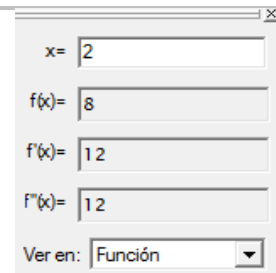 x= 2
f(x)= 8
f'(x)= 12
f''(x)= 12
Ver en: Función